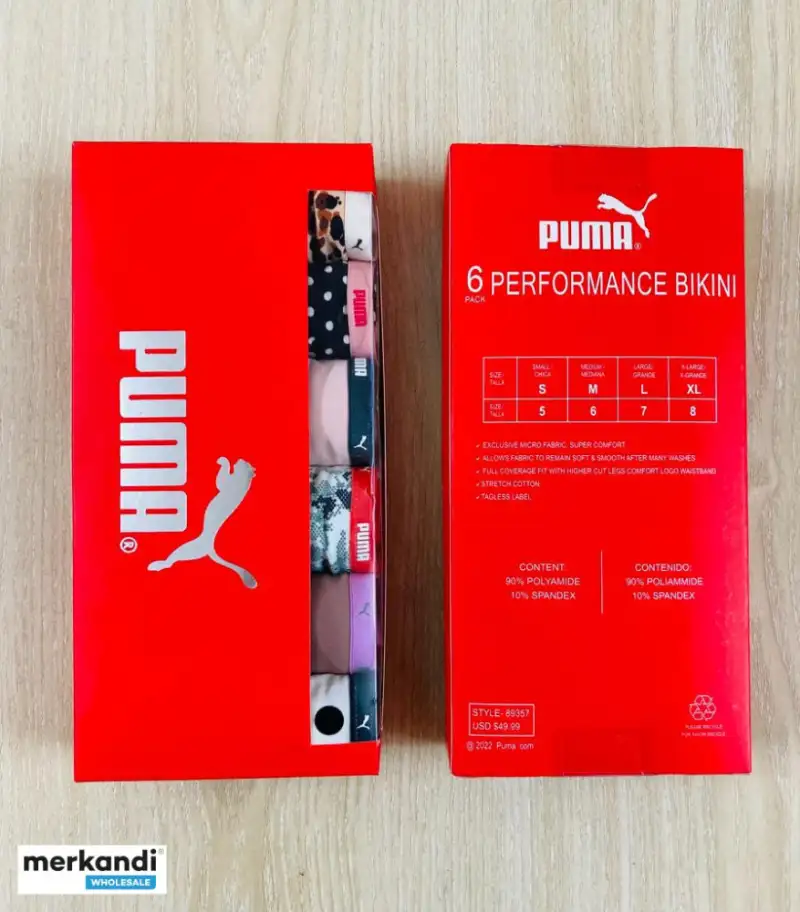 PUMA®
PUMA
PUMA
PUMA
PUMA®
6 PERFORMANCE BIKINI
PACK
SIZE/ TALLA SMALL/ CHICA S MEDIUM/ MEDIANA M LARGE/ GRANDE L X-LARGE/ X-GRANDE XL
SIZE/ TALLA 5 6 7 8
✓ EXCLUSIVE MICRO FABRIC, SUPER COMFORT
✓ ALLOWS FABRIC TO REMAIN SOFT & SMOOTH AFTER MANY WASHES
✓ FULL COVERAGE FIT WITH HIGHER CUT LEGS COMFORT LOGO WAISTBAND
✓ STRETCH COTTON
✓ TAGLESS LABEL
CONTENT:
90% POLYAMIDE
10% SPANDEX
CONTENIDO:
90% POLIAMMIDE
10% SPANDEX
STYLE- 89357
USD $49.99
@ 2022 Puma com
PLEASE RECYCLE
merkandi®
WHOLESALE